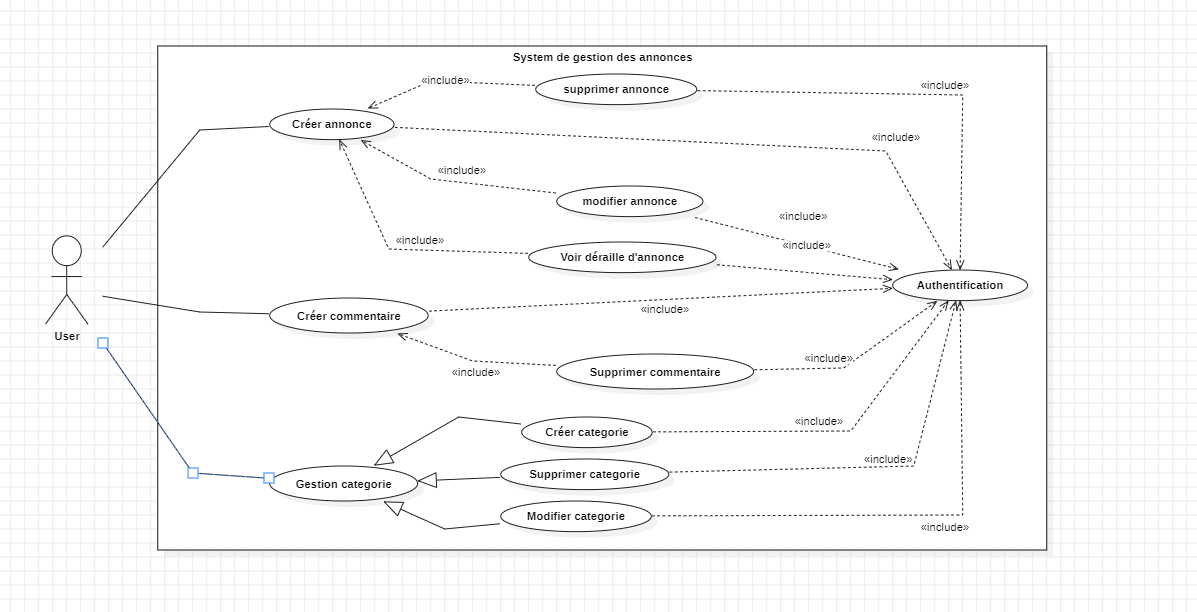 System de gestion des annonces
«include»
supprimer annonce
«include»
Créer annonce
«include»
«include»
modifier annonce
«include»
«include»
Voir déraille d'annonce
«include»
Authentification
Créer commentaire
«include»
User
«include»
Supprimer commentaire
«include»
Créer categorie
«include»
«include»
Supprimer categorie
Gestion categorie
Modifier categorie
«include»